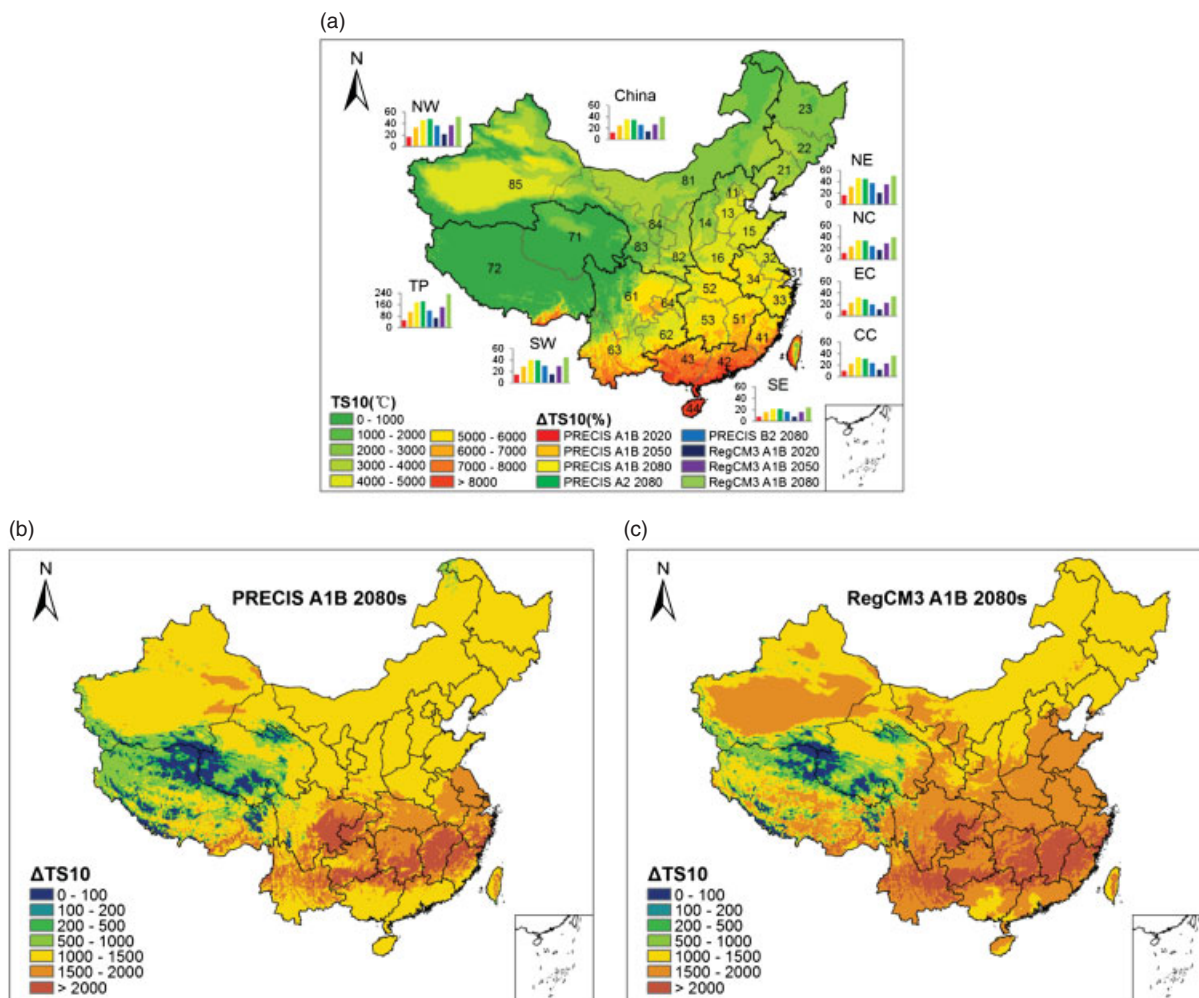 (a)
N
NW
60
40
20
0
China
60
40
20
0
23
22
21
NE
60
40
20
0
81
85
11
13
14
15
84
NC
60
40
20
0
71
83
82
16
32
31
34
EC
60
40
20
0
72
TP
240
160
80
0
61
52
33
64
53
51
62
41
CC
60
40
20
0
SW
60
40
20
0
63
43
42
SE
60
40
20
0
44
TS10(℃)
0 - 1000
1000 - 2000
2000 - 3000
3000 - 4000
4000 - 5000
5000 - 6000
6000 - 7000
7000 - 8000
> 8000
ΔTS10(%)
PRECIS A1B 2020
PRECIS A1B 2050
PRECIS A1B 2080
PRECIS A2 2080
PRECIS B2 2080
RegCM3 A1B 2020
RegCM3 A1B 2050
RegCM3 A1B 2080
(b)
N
PRECIS A1B 2080s
ΔTS10
0 - 100
100 - 200
200 - 500
500 - 1000
1000 - 1500
1500 - 2000
> 2000
(c)
N
RegCM3 A1B 2080s
ΔTS10
0 - 100
100 - 200
200 - 500
500 - 1000
1000 - 1500
1500 - 2000
> 2000